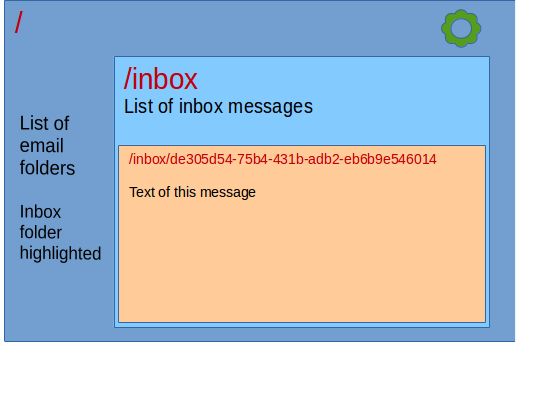 /
/inbox
List of inbox messages
List of
email
folders
Inbox
folder
highlighted
/inbox/de305d54-75b4-431b-adb2-eb6b9e546014
Text of this message